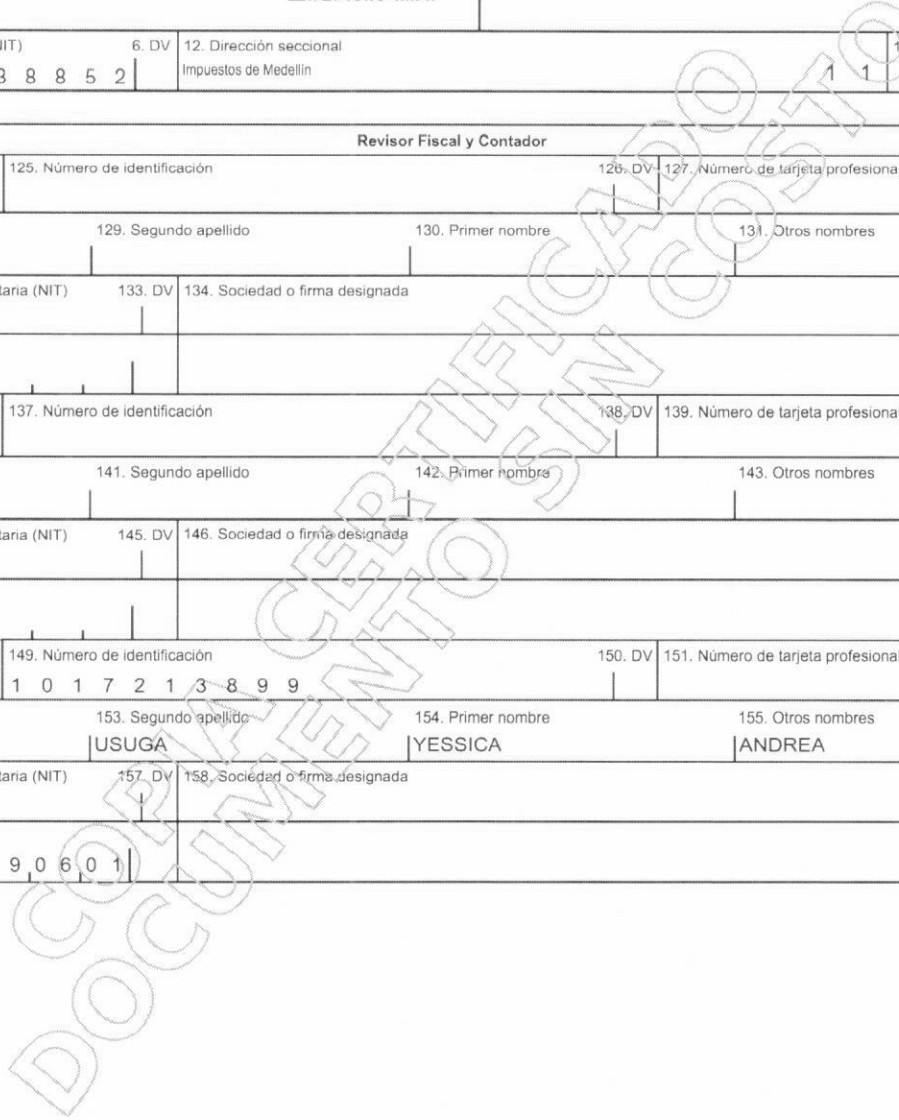 NIT) 6. DV 12. Dirección seccional
8 8 8 5 2 Impuestos de Medellín 1 1
Revisor Fiscal y Contador
125. Número de identificación 126. DV 127. Número de tarjeta profesional
129. Segundo apellido 130. Primer nombre 131. Otros nombres
taria (NIT) 133. DV 134. Sociedad o firma designada
137. Número de identificación 138. DV 139. Número de tarjeta profesional
141. Segundo apellido 142. Primer nombre 143. Otros nombres
taria (NIT) 145. DV 146. Sociedad o firma designada
149. Número de identificación 150. DV 151. Número de tarjeta profesional
1 0 1 7 2 1 3 8 9 9
153. Segundo apellido 154. Primer nombre 155. Otros nombres
USUGA YESSICA ANDREA
taria (NIT) 157. DV 158. Sociedad o firma designada
9 0 6 0 1
COPIA CERTIFICADO
DOCUMENTO SIN COSTO